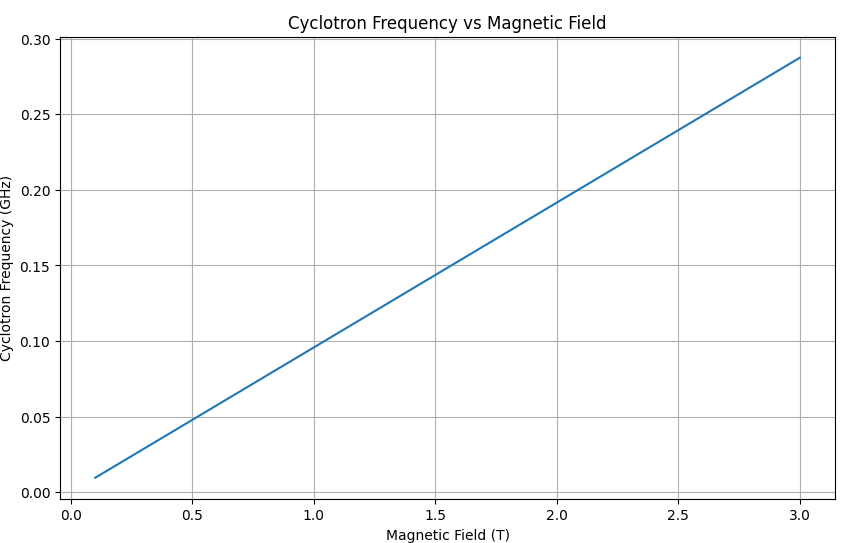 Cyclotron Frequency vs Magnetic Field
Cyclotron Frequency (GHz)
0.30
0.25
0.20
0.15
0.10
0.05
0.00
0.0 0.5 1.0 1.5 2.0 2.5 3.0
Magnetic Field (T)